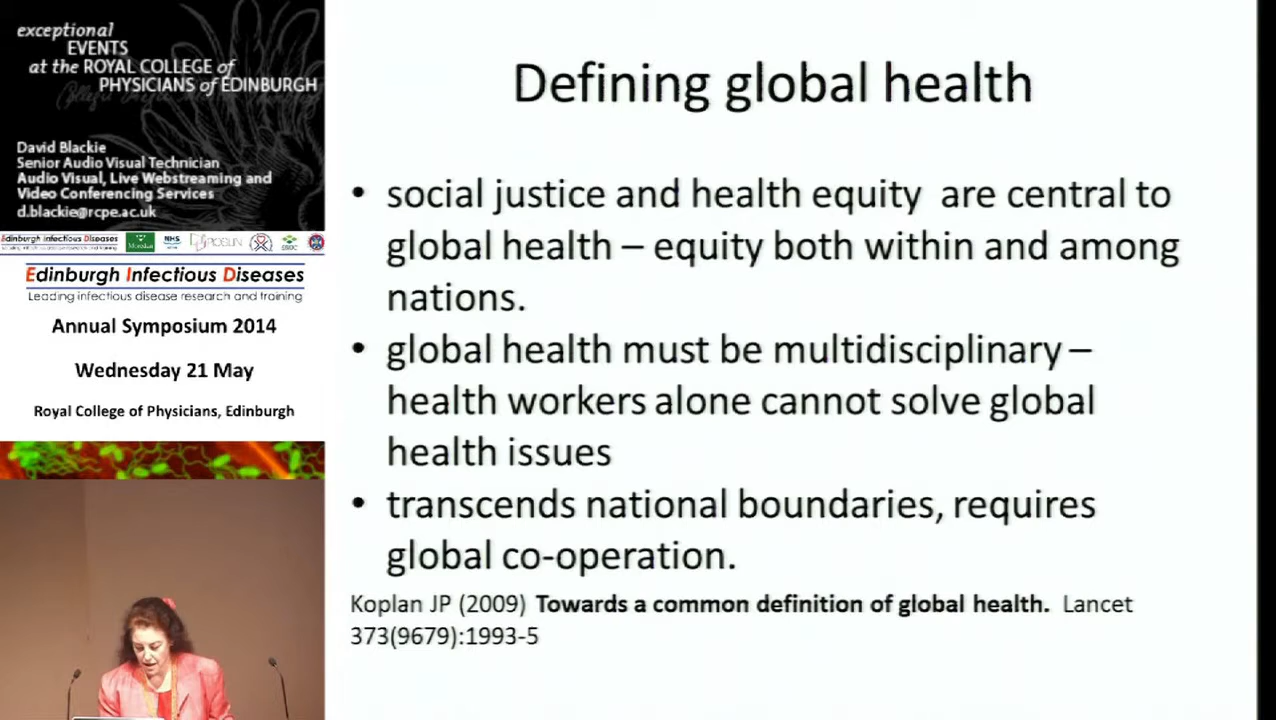 exceptional
EVENTS
at the ROYAL COLLEGE of
PHYSICIANS of EDINBURGH
David Blackie
Senior Audio Visual Technician
Audio Visual, Live Webstreaming and
Video Conferencing Services
d.blackie@rcpe.ac.uk
Edinburgh Infectious Diseases
NHS
Edinburgh Infectious Diseases
Leading infectious disease research and training
Annual Symposium 2014
Wednesday 21 May
Royal College of Physicians, Edinburgh
Defining global health
• social justice and health equity are central to
global health – equity both within and among
nations.
• global health must be multidisciplinary –
health workers alone cannot solve global
health issues
• transcends national boundaries, requires
global co-operation.
Koplan JP (2009) Towards a common definition of global health. Lancet
373(9679):1993-5